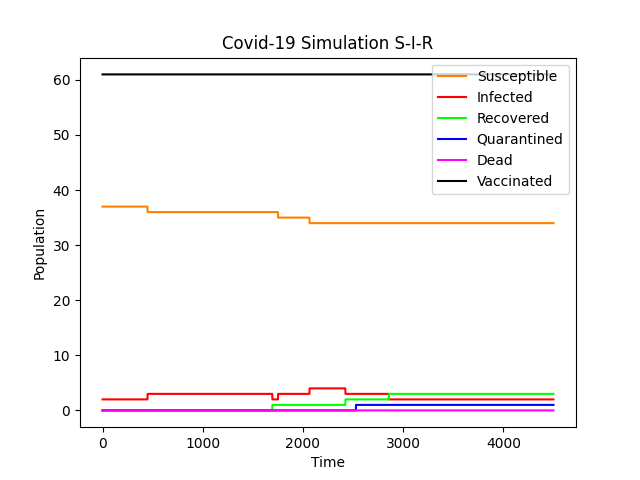 Covid-19 Simulation S-I-R
Susceptible
Infected
Recovered
Quarantined
Dead
Vaccinated
Population
60
50
40
30
20
10
0
0 1000 2000 3000 4000
Time